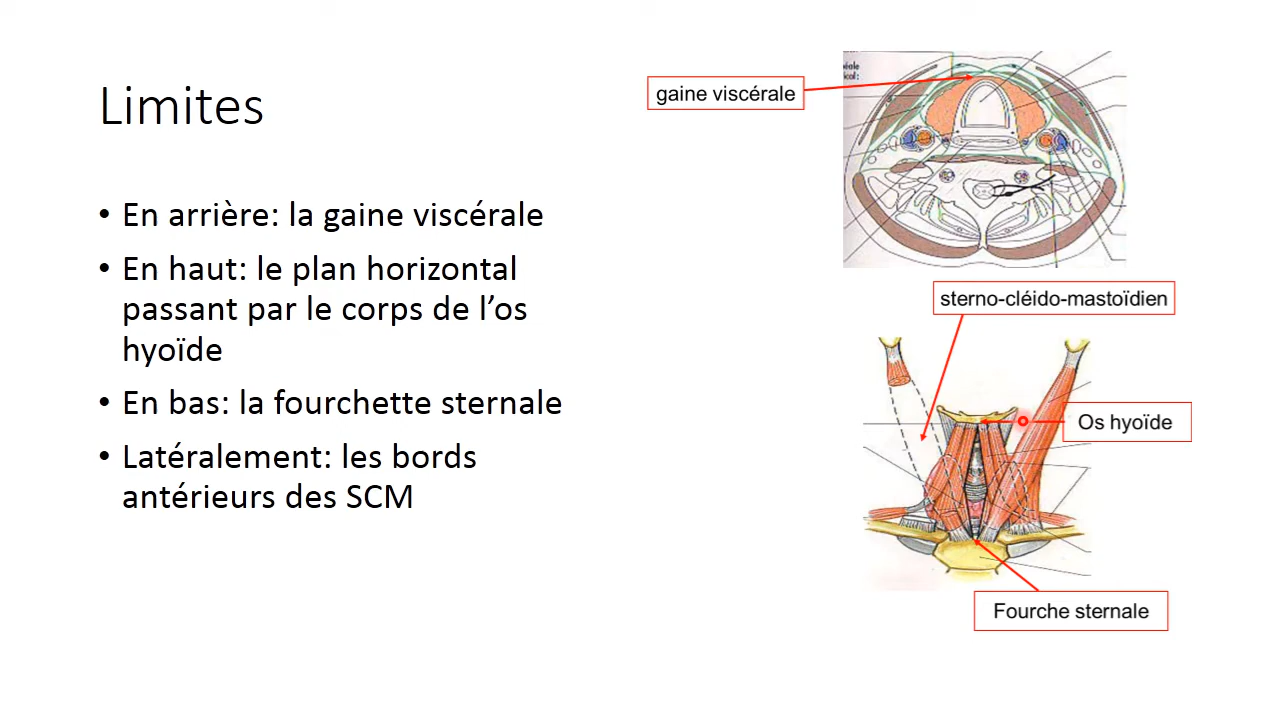 Limites
• En arrière: la gaine viscérale
• En haut: le plan horizontal
passant par le corps de l’os
hyoïde
• En bas: la fourchette sternale
• Latéralement: les bords
antérieurs des SCM
gaine viscérale
sterno-cléido-mastoïdien
Os hyoïde
Fourche sternale